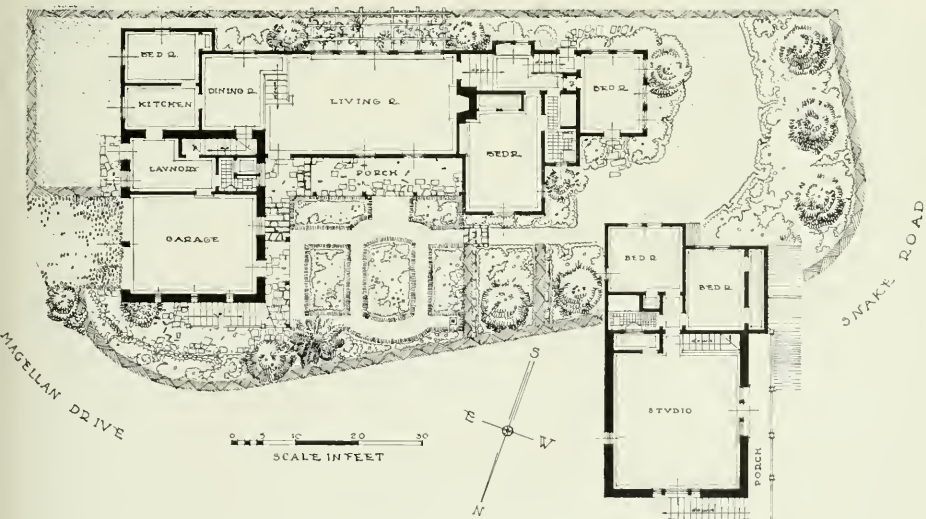 BED R.
KITCHEN
DINING R.
LIVING R.
BED R.
BED R.
LAVNDRY
PORCH
GARAGE
BED R.
BED R.
STVDIO
PORCH
MAGELLAN DRIVE
SNAKE ROAD
0 5 10 20 30
SCALE IN FEET
S
E W
N